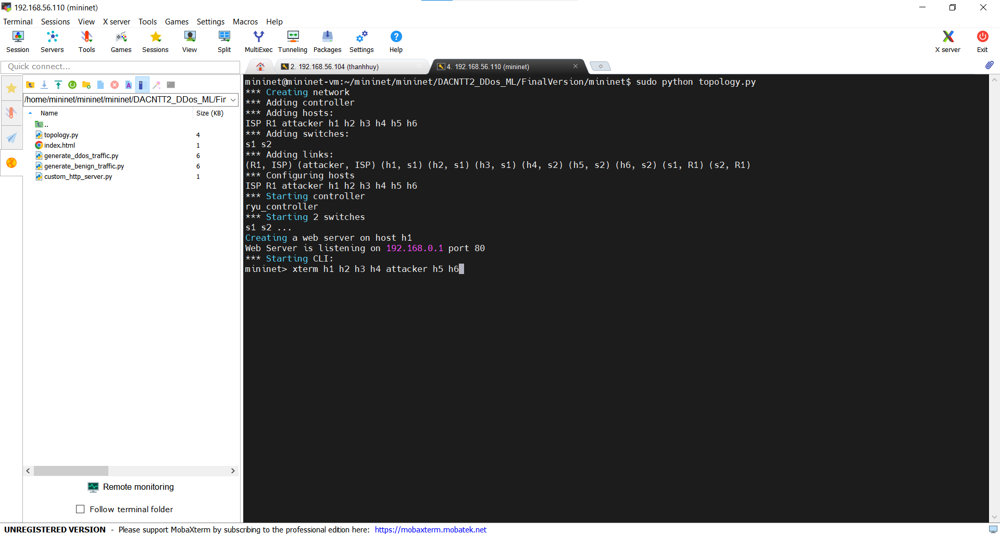 192.168.56.110 (mininet)
Terminal Sessions View X server Tools Games Settings Macros Help
Session Servers Tools Games Sessions View Split MultiExec Tunneling Packages Settings Help X server Exit
Quick connect...
2. 192.168.56.104 (thanhhuy)
4. 192.168.56.110 (mininet)
/home/mininet/mininet/mininet/DACNTT2_DDos_ML/Fir
Name Size (KB)
..
topology.py 4
index.html 1
generate_ddos_traffic.py 6
generate_benign_traffic.py 6
custom_http_server.py 1
Remote monitoring
Follow terminal folder
mininet@mininet-vm:~/mininet/mininet/DACNTT2_DDos_ML/FinalVersion/mininet$ sudo python topology.py
*** Creating network
*** Adding controller
*** Adding hosts:
ISP R1 attacker h1 h2 h3 h4 h5 h6
*** Adding switches:
s1 s2
*** Adding links:
(R1, ISP) (attacker, ISP) (h1, s1) (h2, s1) (h3, s1) (h4, s2) (h5, s2) (h6, s2) (s1, R1) (s2, R1)
*** Configuring hosts
ISP R1 attacker h1 h2 h3 h4 h5 h6
*** Starting controller
ryu_controller
*** Starting 2 switches
s1 s2 ...
Creating a web server on host h1
Web Server is listening on 192.168.0.1 port 80
*** Starting CLI:
mininet> xterm h1 h2 h3 h4 attacker h5 h6
UNREGISTERED VERSION - Please support MobaXterm by subscribing to the professional edition here: https://mobaxterm.mobatek.net